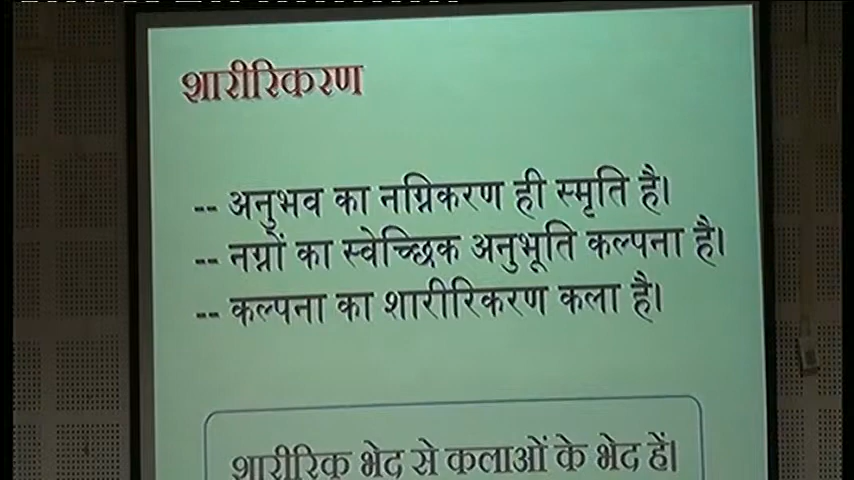 शारीरिकरण
-- अनुभव का नग्निकरण ही स्मृति है।
-- नग्नों का स्वेच्छिक अनुभूति कल्पना है।
-- कल्पना का शारीरिकरण कला है।
शारीरिक भेद से कलाओं के भेद हें।